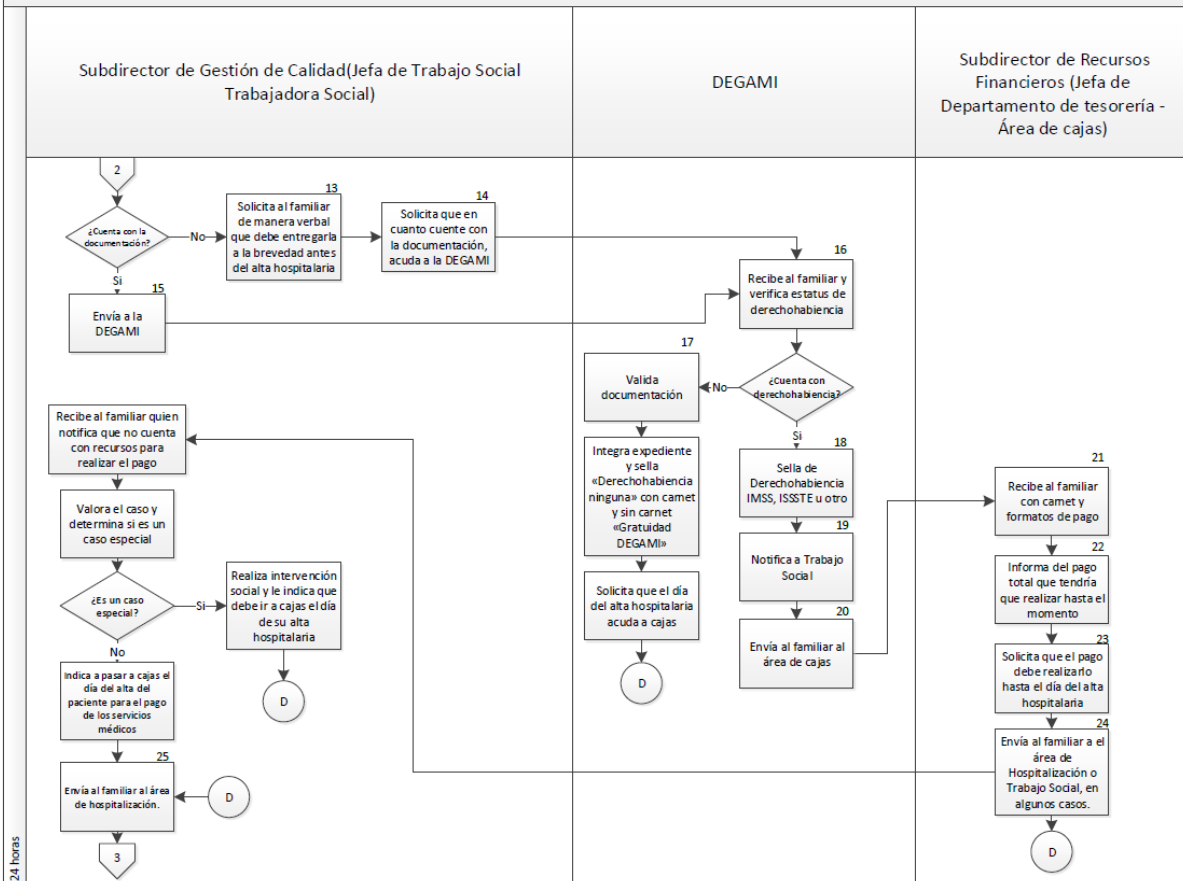 Subdirector de Gestión de Calidad(Jefa de Trabajo Social
Trabajadora Social)
DEGAMI
Subdirector de Recursos
Financieros (Jefa de
Departamento de tesorería -
Área de cajas)
2
¿Cuenta con la
documentación?
No
Si
13
Solicita al familiar
de manera verbal
que debe entregarla
a la brevedad antes
del alta hospitalaria
14
Solicita que en
cuanto cuente con
la documentación,
acuda a la DEGAMI
15
Envía a la
DEGAMI
16
Recibe al familiar y
verifica estatus de
derechohabiencia
¿Cuenta con
derechohabiencia?
No
Si
17
Valida
documentación
Integra expediente
y sella
«Derechohabiencia
ninguna» con carnet
y sin carnet
«Gratuidad
DEGAMI»
Solicita que el día
del alta hospitalaria
acuda a cajas
D
18
Sella de
Derechohabiencia
IMSS, ISSSTE u otro
19
Notifica a Trabajo
Social
20
Envía al familiar al
área de cajas
21
Recibe al familiar
con carnet y
formatos de pago
22
Informa del pago
total que tendría
que realizar hasta el
momento
23
Solicita que el pago
debe realizarlo
hasta el día del alta
hospitalaria
24
Envía al familiar a el
área de
Hospitalización o
Trabajo Social, en
algunos casos.
D
Recibe al familiar quien
notifica que no cuenta
con recursos para
realizar el pago
Valora el caso y
determina si es un
caso especial
¿Es un caso
especial?
Si
No
Realiza intervención
social y le indica que
debe ir a cajas el día
de su alta
hospitalaria
D
Indica a pasar a cajas el
día del alta del
paciente para el pago
de los servicios
médicos
25
Envía al familiar al área
de hospitalización.
D
3
24 horas